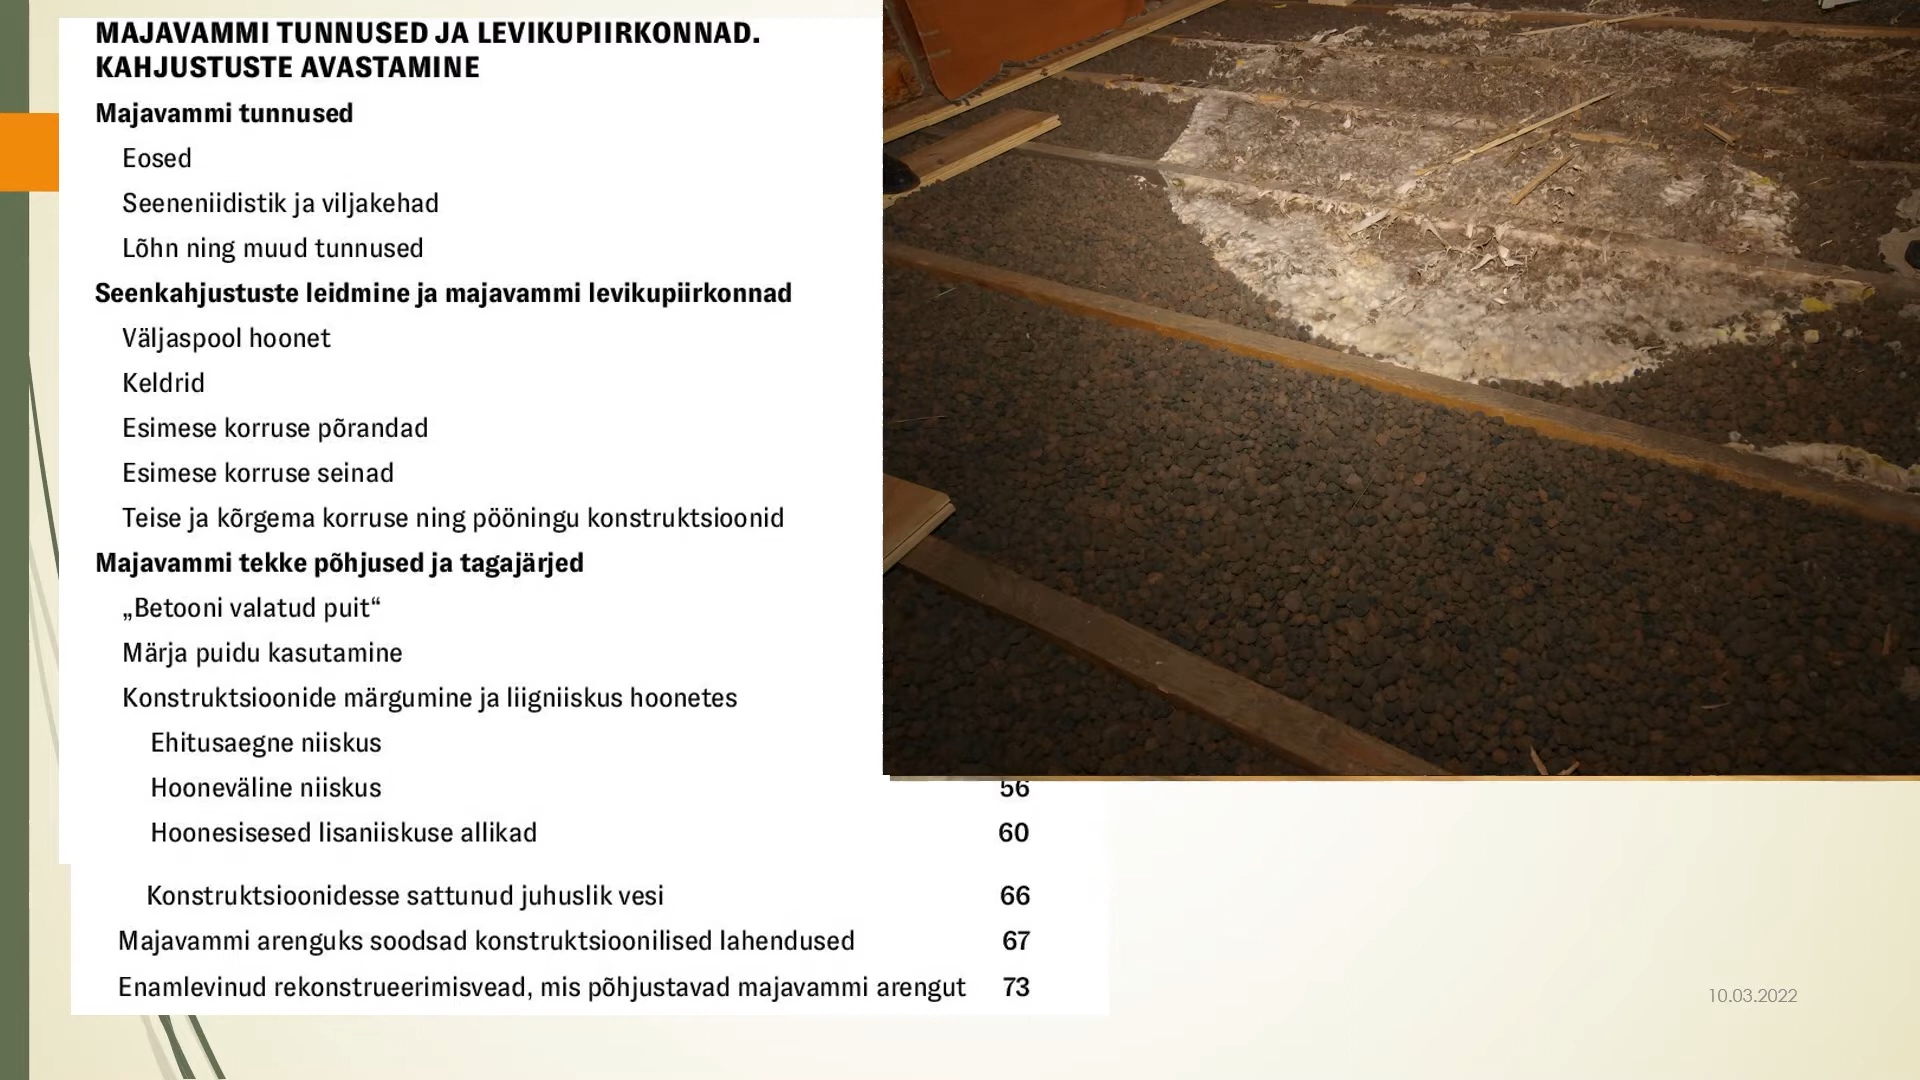 MAJAVAMMI TUNNUSED JA LEVIKUPIIRKONNAD.
KAHJUSTUSTE AVASTAMINE
Majavammi tunnused
Eosed
Seeneniidistik ja viljakehad
Lõhn ning muud tunnused
Seenkahjustuste leidmine ja majavammi levikupiirkonnad
Väljaspool hoonet
Keldrid
Esimese korruse põrandad
Esimese korruse seinad
Teise ja kõrgema korruse ning pööningu konstruktsioonid
Majavammi tekke põhjused ja tagajärjed
„Betooni valatud puit“
Märja puidu kasutamine
Konstruktsioonide märgumine ja liigniiskus hoonetes
Ehitusaegne niiskus
Hooneväline niiskus 56
Hoonesisesed lisaniiskuse allikad 60
Konstruktsioonidesse sattunud juhuslik vesi 66
Majavammi arenguks soodsad konstruktsioonilised lahendused 67
Enamlevinud rekonstrueerimisvead, mis põhjustavad majavammi arengut 73
10.03.2022